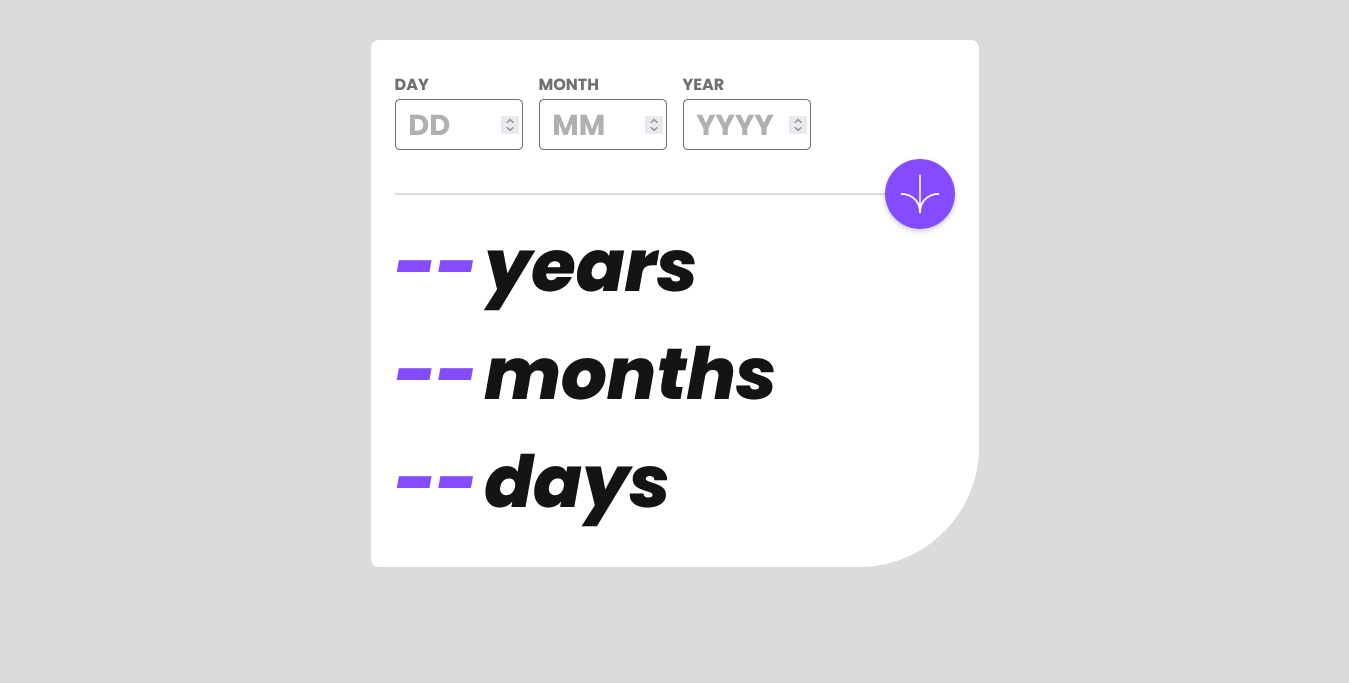 DAY MONTH YEAR
DD MM YYYY
-- years
-- months
-- days